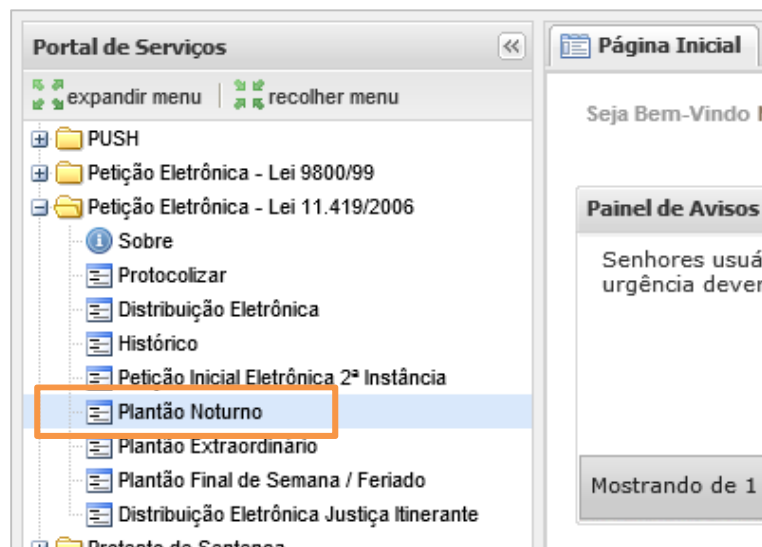 Portal de Serviços
expandir menu
recolher menu
PUSH
Petição Eletrônica - Lei 9800/99
Petição Eletrônica - Lei 11.419/2006
Sobre
Protocolizar
Distribuição Eletrônica
Histórico
Petição Inicial Eletrônica 2ª Instância
Plantão Noturno
Plantão Extraordinário
Plantão Final de Semana / Feriado
Distribuição Eletrônica Justiça Itinerante
Protesto de Sentença
Página Inicial
Seja Bem-Vindo
Painel de Avisos
Senhores usuá
urgência dever
Mostrando de 1